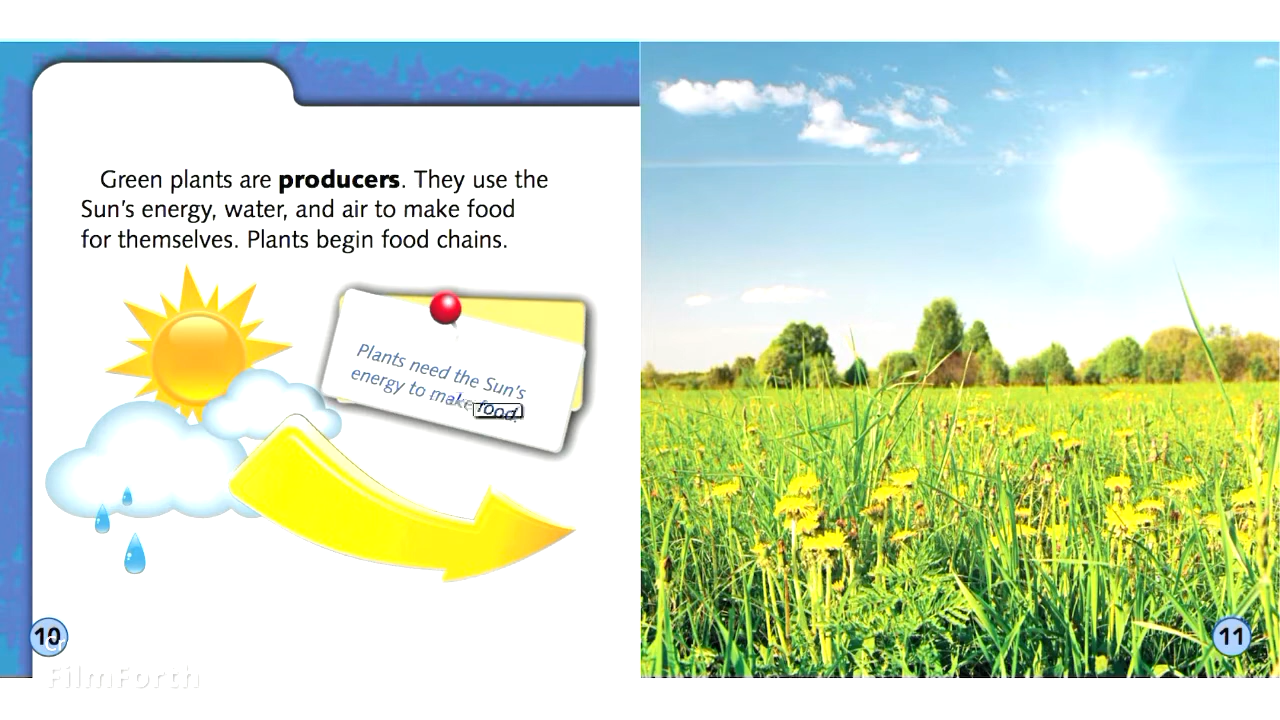 Green plants are producers. They use the
Sun's energy, water, and air to make food
for themselves. Plants begin food chains.
Plants need the Sun's
energy to make food.
10
FilmForth
11